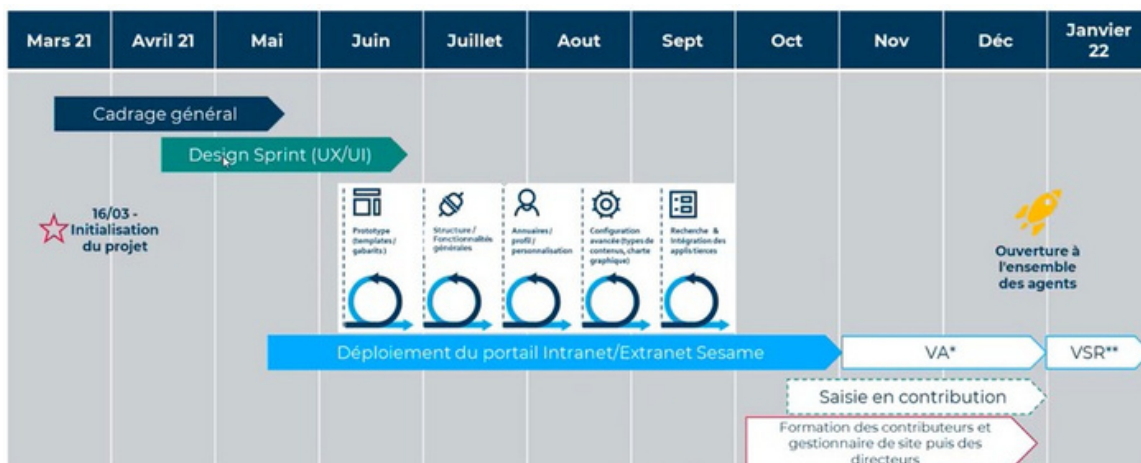 Mars 21
Avril 21
Mai
Juin
Juillet
Aout
Sept
Oct
Nov
Déc
Janvier
22
Cadrage général
Design Sprint (UX/UI)
16/03 -
Initialisation
du projet
Prototype
(templates /
gabarits)
Structure /
Fonctionnalités
générales
Annuaires /
profil /
personnalisation
Configuration
avancée (types de
contenus, charte
graphique)
Recherche &
Intégration des
applis tierces
Ouverture à
l'ensemble
des agents
Déploiement du portail Intranet/Extranet Sesame
VA*
VSR**
Saisie en contribution
Formation des contributeurs et
gestionnaire de site puis des
directeurs